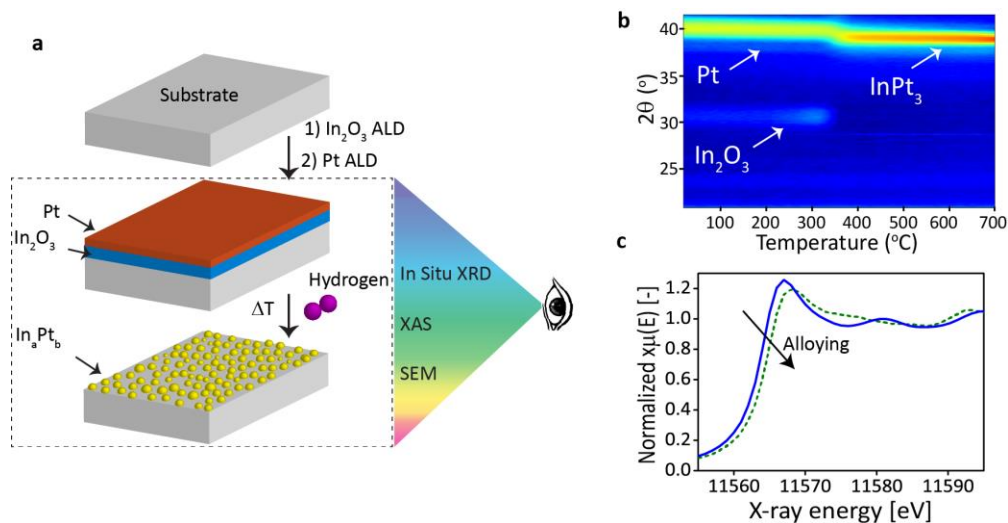 a
Substrate
1) In₂O₃ ALD
2) Pt ALD
Pt
In₂O₃
Hydrogen
ΔT
InₐPt_b
In Situ XRD
XAS
SEM
b
40
35
30
25
2θ (°)
Pt
InPt₃
In₂O₃
100 200 300 400 500 600 700
Temperature (°C)
c
1.2
1.0
0.8
0.6
0.4
0.2
0.0
Normalized xμ(E) [-]
Alloying
11560 11570 11580 11590
X-ray energy [eV]